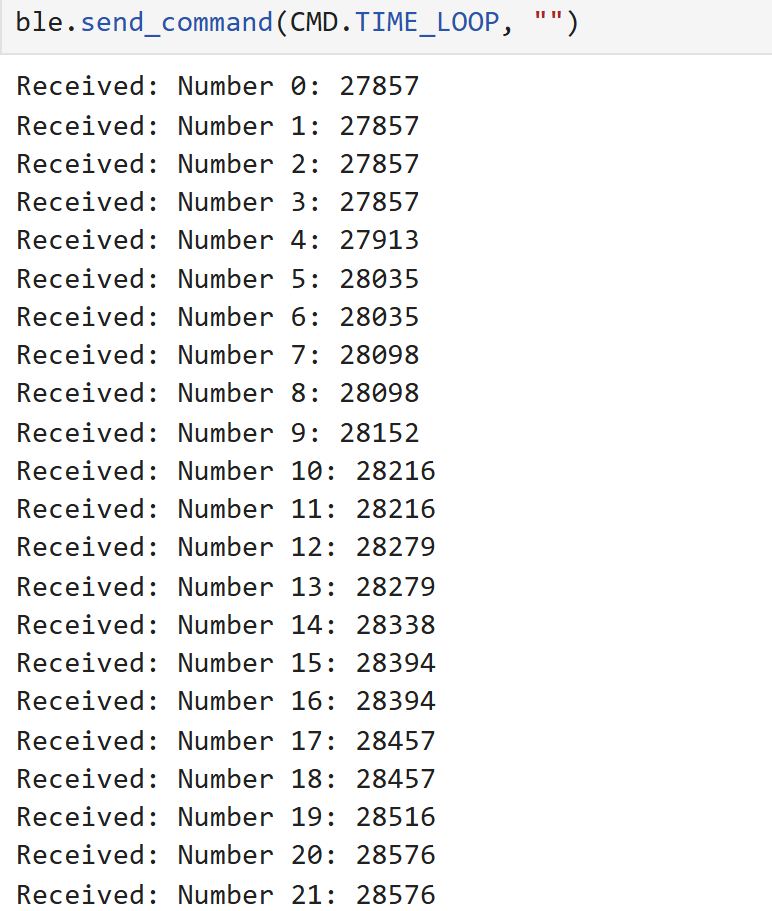 ble.send_command(CMD.TIME_LOOP, "")
Received: Number 0: 27857
Received: Number 1: 27857
Received: Number 2: 27857
Received: Number 3: 27857
Received: Number 4: 27913
Received: Number 5: 28035
Received: Number 6: 28035
Received: Number 7: 28098
Received: Number 8: 28098
Received: Number 9: 28152
Received: Number 10: 28216
Received: Number 11: 28216
Received: Number 12: 28279
Received: Number 13: 28279
Received: Number 14: 28338
Received: Number 15: 28394
Received: Number 16: 28394
Received: Number 17: 28457
Received: Number 18: 28457
Received: Number 19: 28516
Received: Number 20: 28576
Received: Number 21: 28576